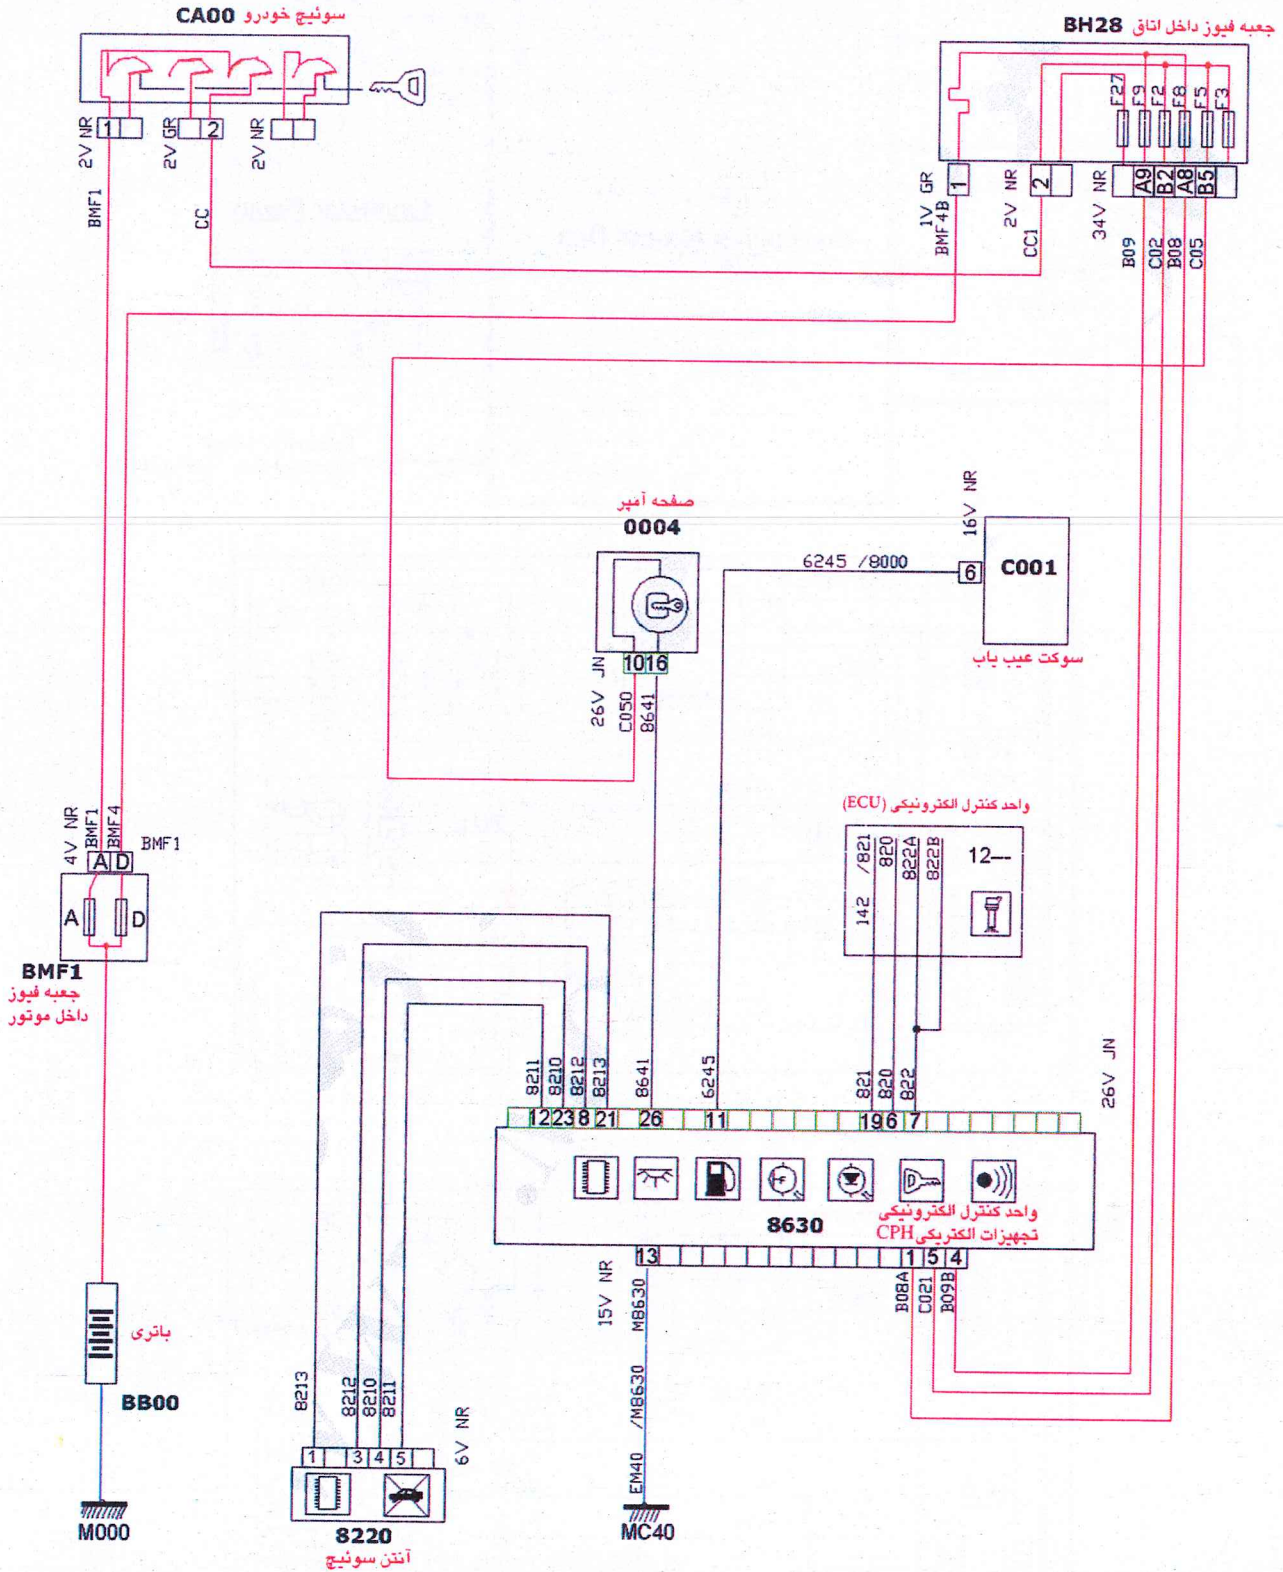 CA00 سوئیچ خودرو
BH28 جعبه فیوز داخل اتاق
F27
F9
F2
F8
F5
F3
2V NR
1
2V GR
2
2V NR
1V GR
1
2V NR
2
34V NR
A9
B2
A8
B5
BMF1
CC
BMF4B
CC1
B09
C02
B08
C05
صفحه آمپر
0004
10
16
26V JN
C050
8641
16V NR
6245 /8000
6
C001
سوکت عیب یاب
واحد کنترل الکترونیکی (ECU)
142 /821
820
822A
822B
12---
4V NR
BMF1
BMF4
BMF1
A
D
A
D
BMF1
جعبه فیوز
داخل موتور
8211
8210
8212
8213
8641
6245
821
820
822
26V JN
12
23
8
21
26
11
19
6
7
8630
واحد کنترل الکترونیکی
تجهیزات الکتریکی CPH
13
1
5
4
15V NR
M8630
B08A
C021
B09B
EM40 /M8630
MC40
باتری
BB00
M000
8213
8212
8210
8211
6V NR
1
3
4
5
8220
آنتن سوئیچ